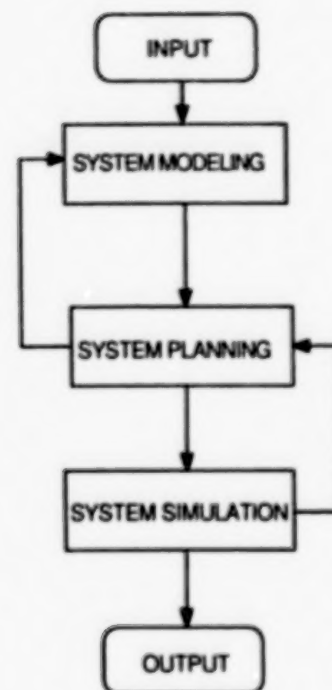 INPUT
SYSTEM MODELING
SYSTEM PLANNING
SYSTEM SIMULATION
OUTPUT